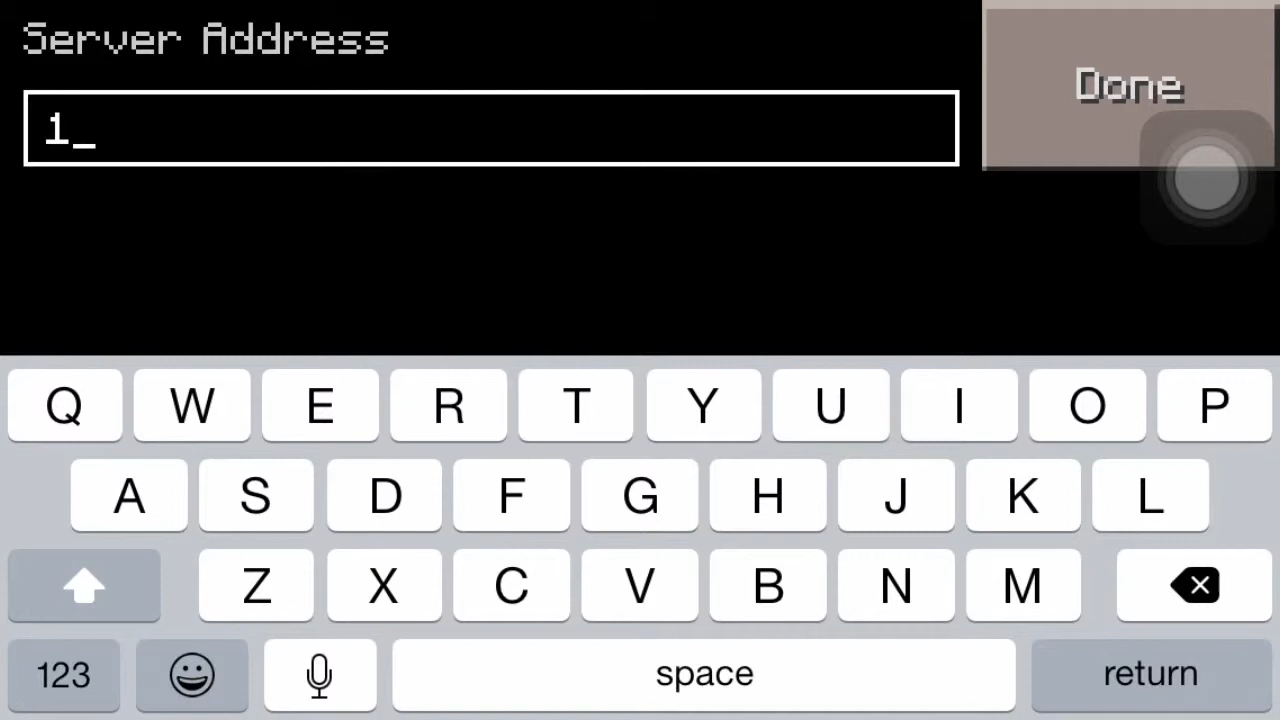 Server Address
Done
1_
Q W E R T Y U I O P
A S D F G H J K L
Z X C V B N M
123 space return